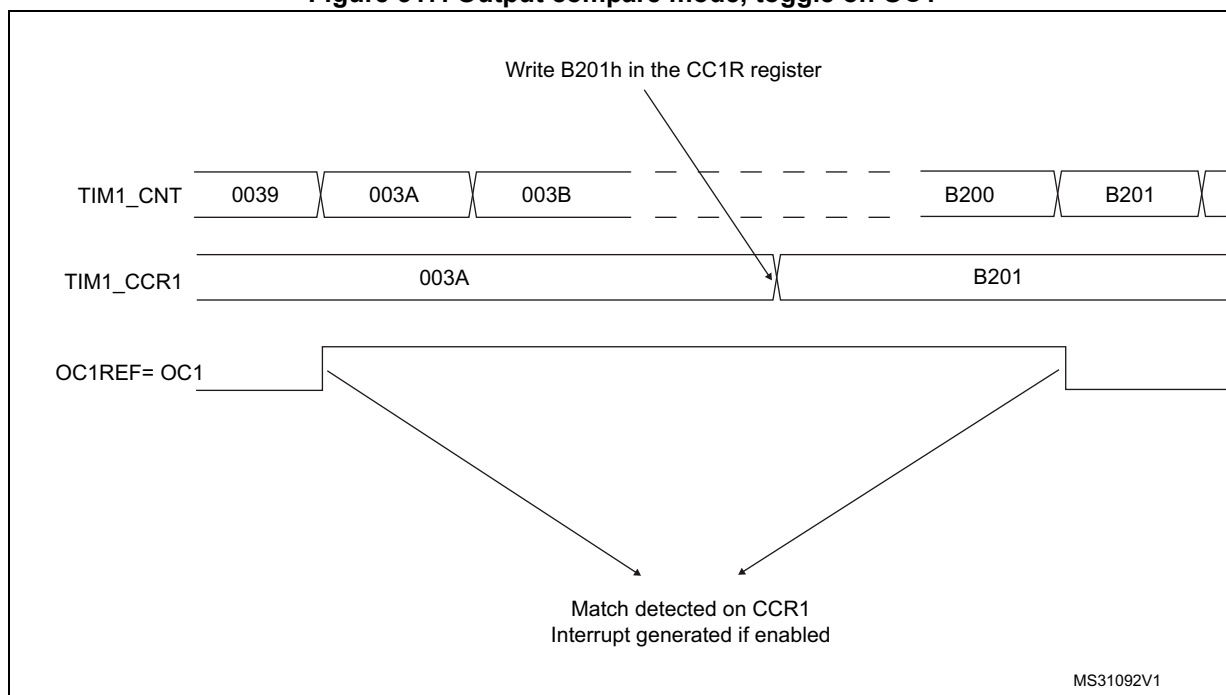 Write B201h in the CC1R register
TIM1_CNT 0039 003A 003B B200 B201
TIM1_CCR1 003A B201
OC1REF= OC1
Match detected on CCR1
Interrupt generated if enabled
MS31092V1